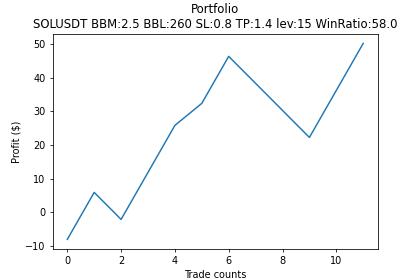 Portfolio
SOLUSDT BBM:2.5 BBL:260 SL:0.8 TP:1.4 lev:15 WinRatio:58.0
Profit ($)
50
40
30
20
10
0
−10
0 2 4 6 8 10
Trade counts